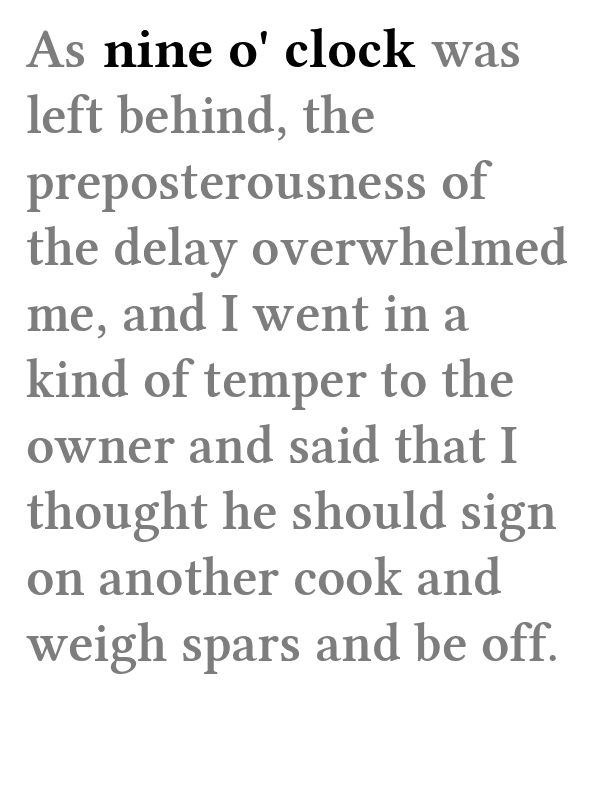 As nine o' clock was
left behind, the
preposterousness of
the delay overwhelmed
me, and I went in a
kind of temper to the
owner and said that I
thought he should sign
on another cook and
weigh spars and be off.